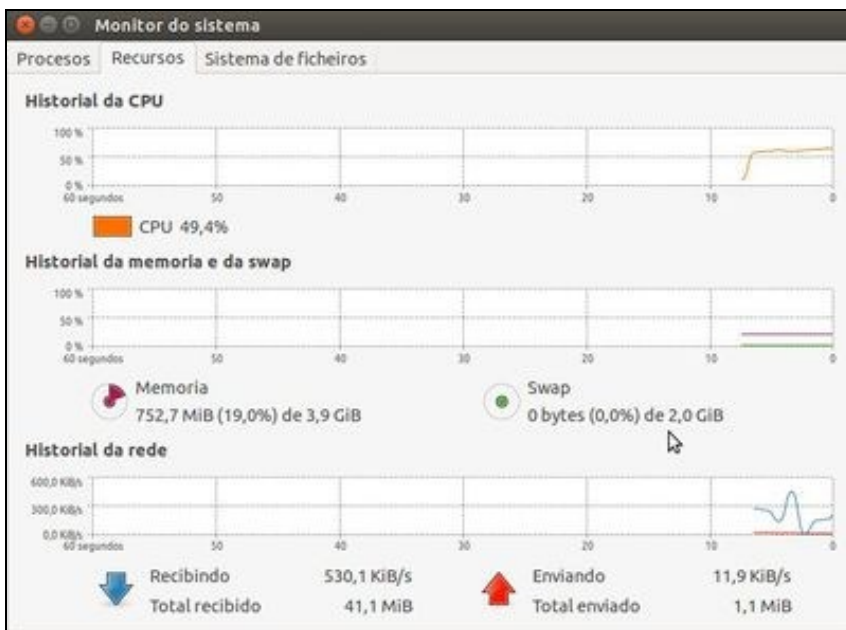 Monitor do sistema
Procesos Recursos Sistema de ficheiros
Historial da CPU
100 %
50 %
0 %
60 segundos 50 40 30 20 10 0
CPU 49,4%
Historial da memoria e da swap
100 %
50 %
0 %
60 segundos 50 40 30 20 10 0
Memoria Swap
752,7 MiB (19,0%) de 3,9 GiB 0 bytes (0,0%) de 2,0 GiB
Historial da rede
600,0 KiB/s
300,0 KiB/s
0,0 KiB/s
60 segundos 50 40 30 20 10 0
Recibindo 530,1 KiB/s Enviando 11,9 KiB/s
Total recibido 41,1 MiB Total enviado 1,1 MiB